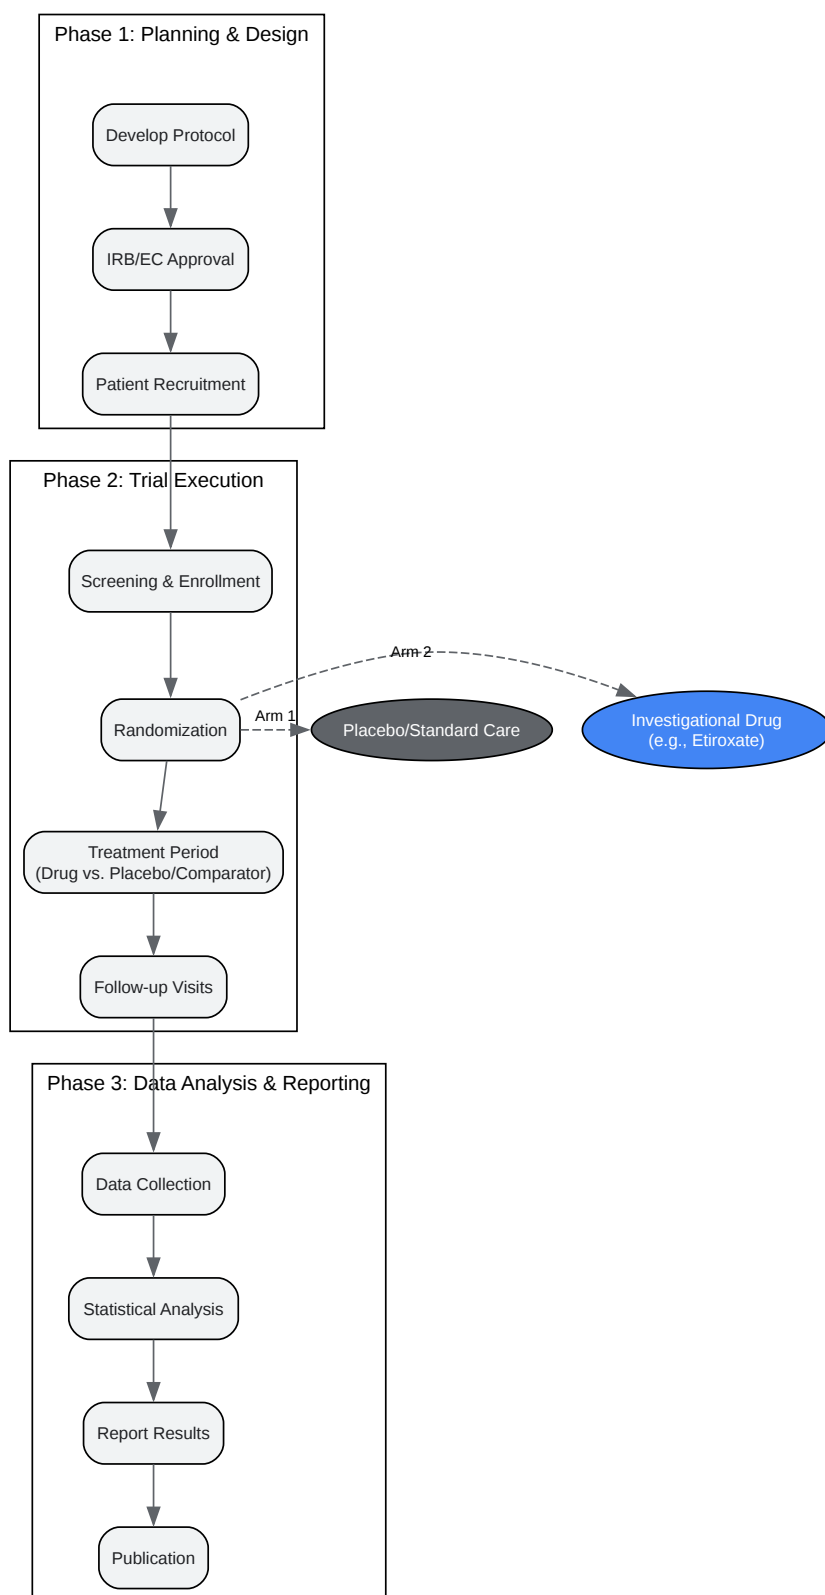 Phase 1: Planning & Design
Develop Protocol
IRB/EC Approval
Patient Recruitment
Phase 2: Trial Execution
Screening & Enrollment
Arm 2
Arm 1
Randomization
Placebo/Standard Care
Investigational Drug
(e.g., Etiroxate)
Treatment Period
(Drug vs. Placebo/Comparator)
Follow-up Visits
Phase 3: Data Analysis & Reporting
Data Collection
Statistical Analysis
Report Results
Publication